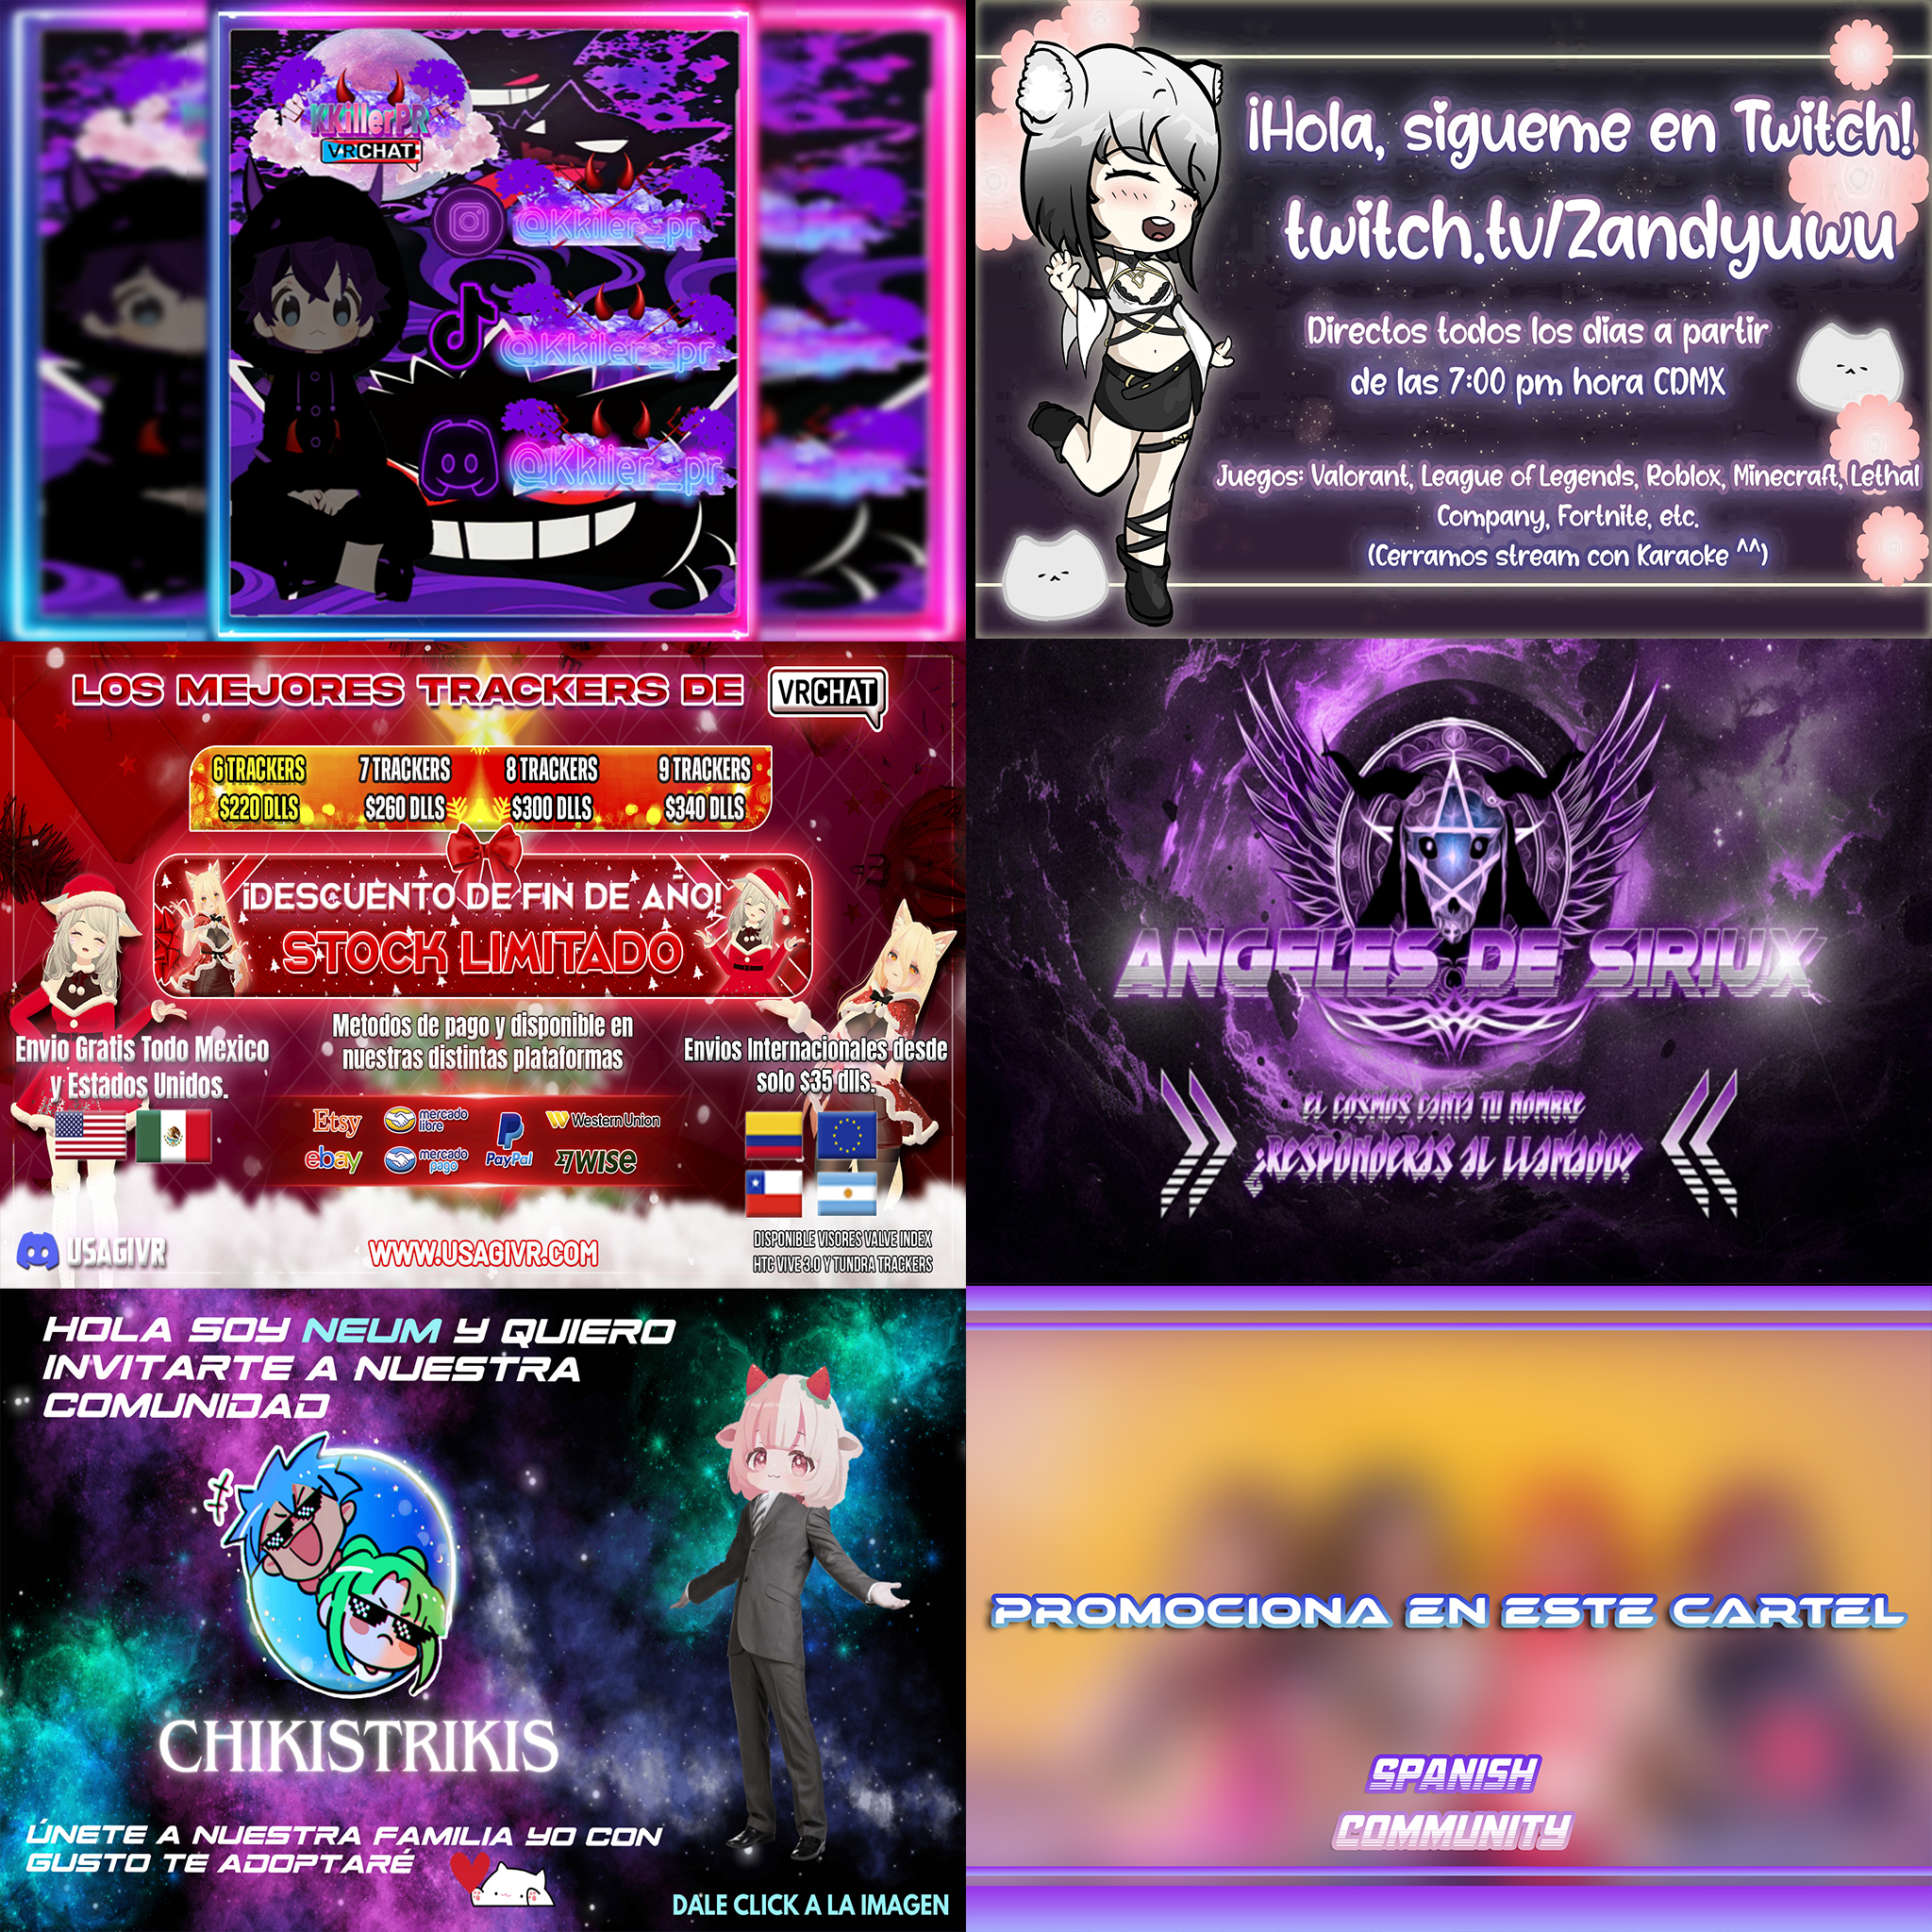 KKillerPR
VRCHAT
@Kkiler_pr
@Kkiler_pr
@Kkiler_pr
¡Hola, sigueme en Twitch!
twitch.tv/Zandyuwu
Directos todos los dias a partir
de las 7:00 pm hora CDMX
Juegos: Valorant, League of Legends, Roblox, Minecraft, Lethal
Company, Fortnite, etc.
(Cerramos stream con Karaoke ^^)
LOS MEJORES TRACKERS DE VRCHAT
6 TRACKERS 7 TRACKERS 8 TRACKERS 9 TRACKERS
$220 DLLS $260 DLLS $300 DLLS $340 DLLS
¡DESCUENTO DE FIN DE AÑO!
STOCK LIMITADO
Envio Gratis Todo Mexico
y Estados Unidos.
Metodos de pago y disponible en
nuestras distintas plataformas
Envios Internacionales desde
solo $35 dlls.
Etsy mercado libre PayPal WesternUnion
ebay mercado pago WISE
USAGIVR
WWW.USAGIVR.COM
DISPONIBLE VISORES VALVE INDEX
HTC VIVE 3.0 Y TUNDRA TRACKERS
ANGELES DE SIRIUX
EL COSMOS CANTA TU NOMBRE
¿RESPONDERAS AL LLAMADO?
HOLA SOY NEUM Y QUIERO
INVITARTE A NUESTRA
COMUNIDAD
CHIKISTRIKIS
ÚNETE A NUESTRA FAMILIA YO CON
GUSTO TE ADOPTARÉ
DALE CLICK A LA IMAGEN
PROMOCIONA EN ESTE CARTEL
SPANISH
COMMUNITY